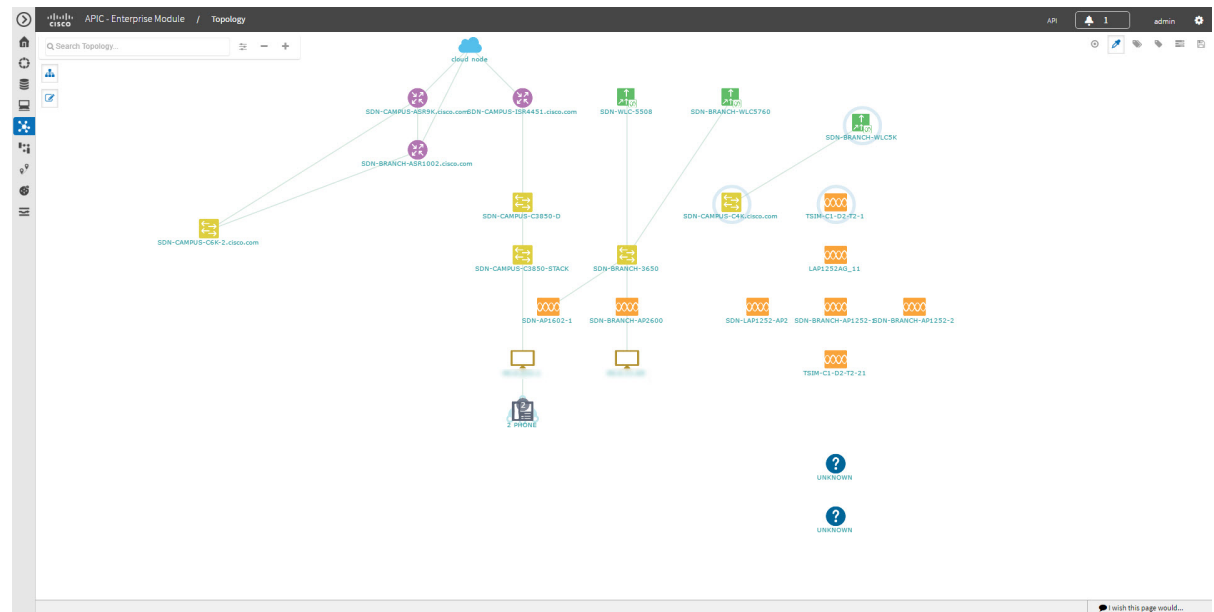 cisco APIC - Enterprise Module / Topology API 1 admin
Search Topology...
cloud node
SDN-CAMPUS-ASR9K.cisco.com SDN-CAMPUS-ISR4451.cisco.com SDN-WLC-5508 SDN-BRANCH-WLC5760
SDN-BRANCH-WLC5K
SDN-BRANCH-ASR1002.cisco.com
SDN-CAMPUS-C3850-D SDN-CAMPUS-C4K.cisco.com TSIM-C1-D2-T2-1
SDN-CAMPUS-C6K-2.cisco.com
SDN-CAMPUS-C3850-STACK SDN-BRANCH-3650 LAP1252AG_11
SDN-AP1602-1 SDN-BRANCH-AP2600 SDN-LAP1252-AP2 SDN-BRANCH-AP1252-1 SDN-BRANCH-AP1252-2
TSIM-C1-D2-T2-21
2
2 PHONE
?
UNKNOWN
?
UNKNOWN
I wish this page would...